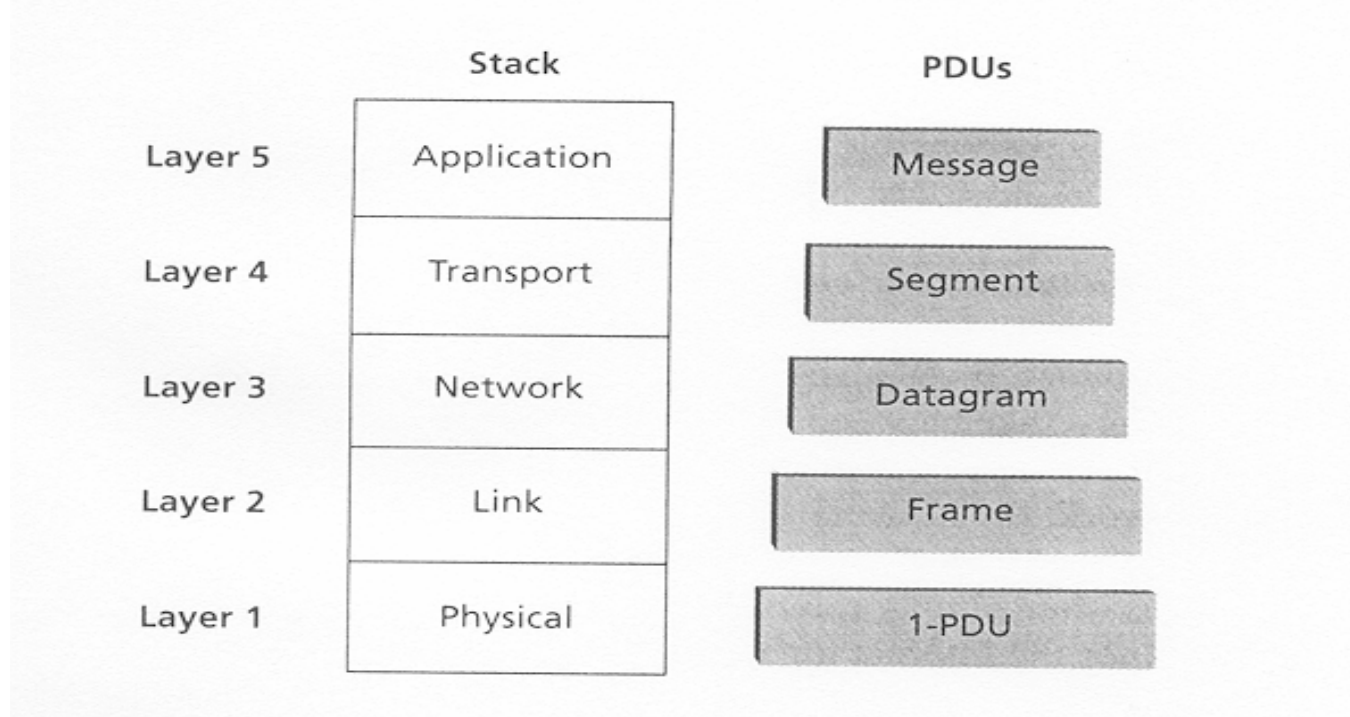 Stack PDUs
Layer 5 Application Message
Layer 4 Transport Segment
Layer 3 Network Datagram
Layer 2 Link Frame
Layer 1 Physical 1-PDU